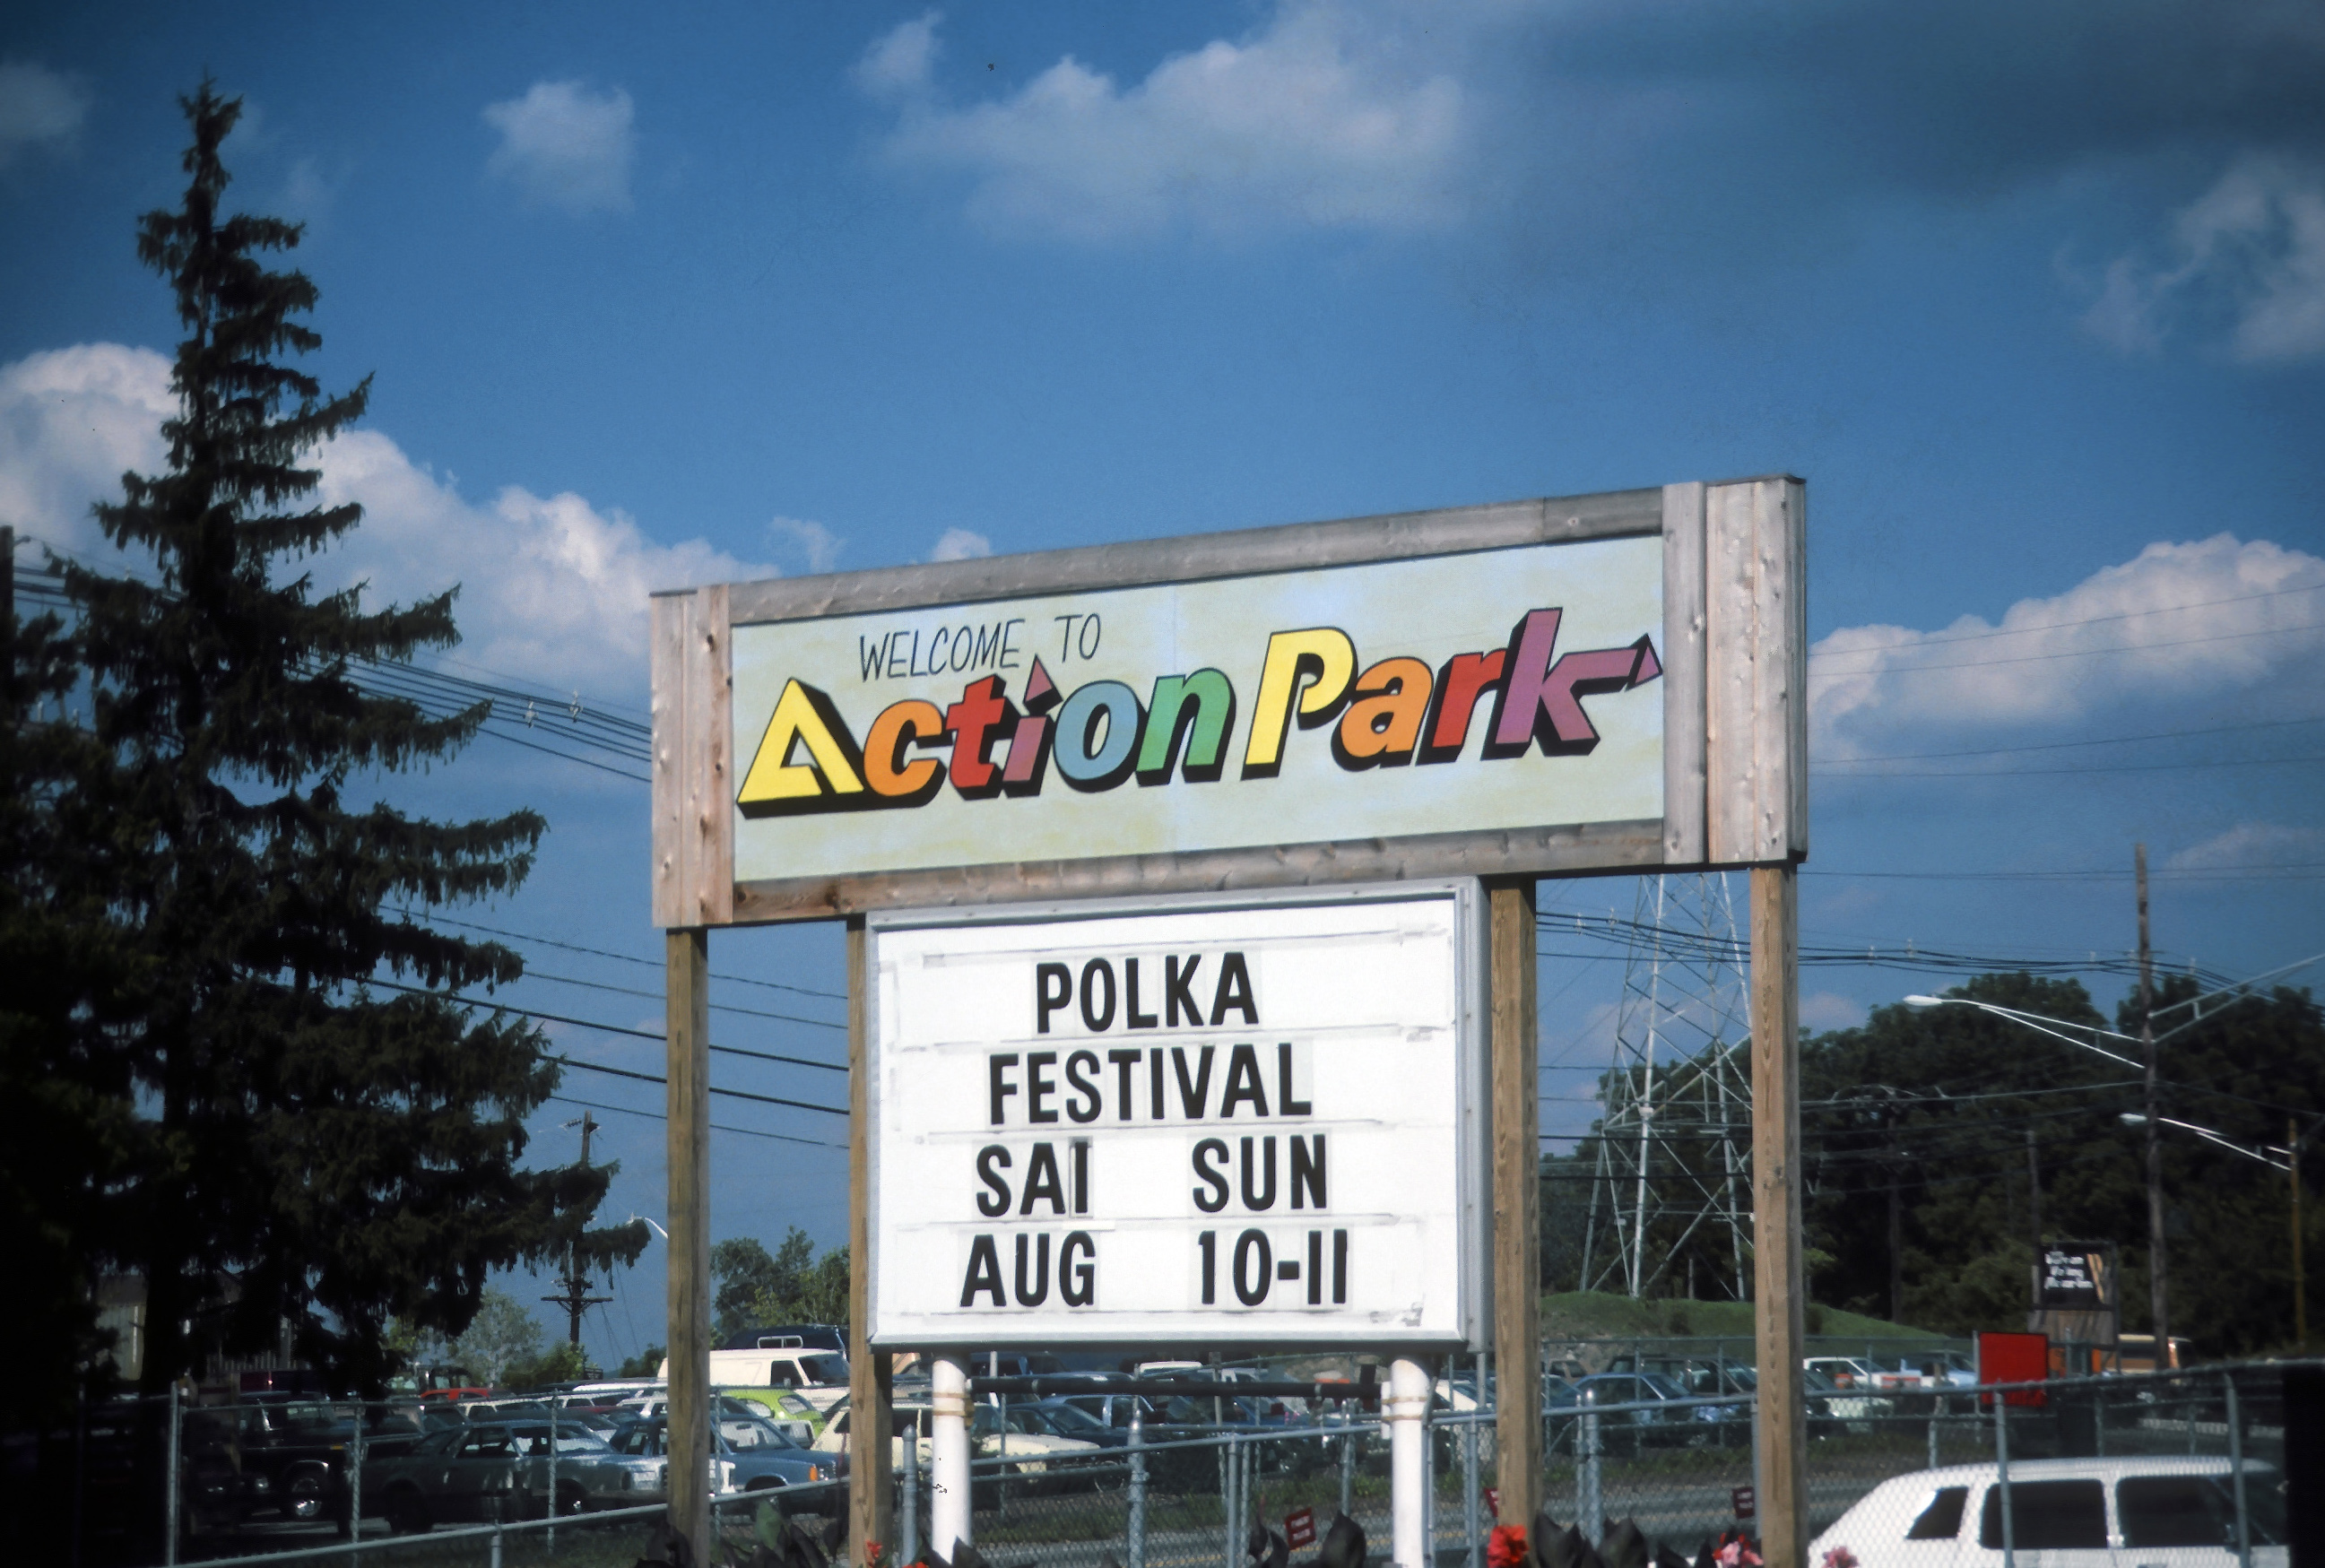 WELCOME TO
Action Park
POLKA
FESTIVAL
SAI SUN
AUG 10-11